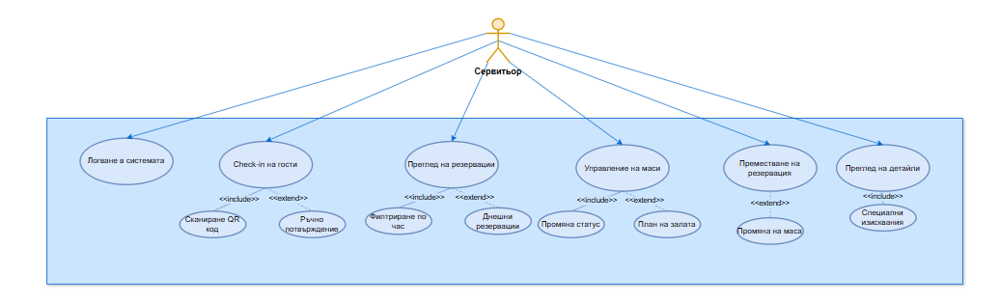 Сервитьор
Логване в системата
Check-in на гости
Преглед на резервации
Управление на маси
Преместване на
резервация
Преглед на детайли
<<include>>
<<extend>>
<<include>>
<<extend>>
<<include>>
<<extend>>
<<extend>>
<<include>>
Сканиране QR
код
Ръчно
потвърждение
Филтриране по
час
Днешни
резервации
Промяна статус
План на залата
Промяна на маса
Специални
изисквания